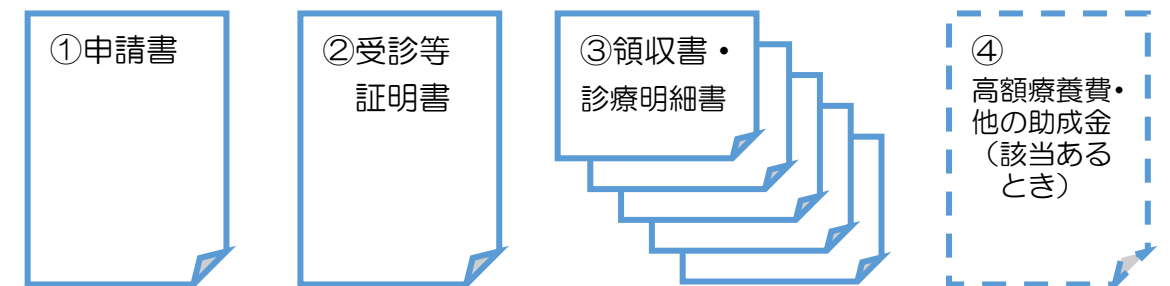 ①申請書
②受診等
証明書
③領収書・
診療明細書
④
高額療養費・
他の助成金
（該当ある
とき）